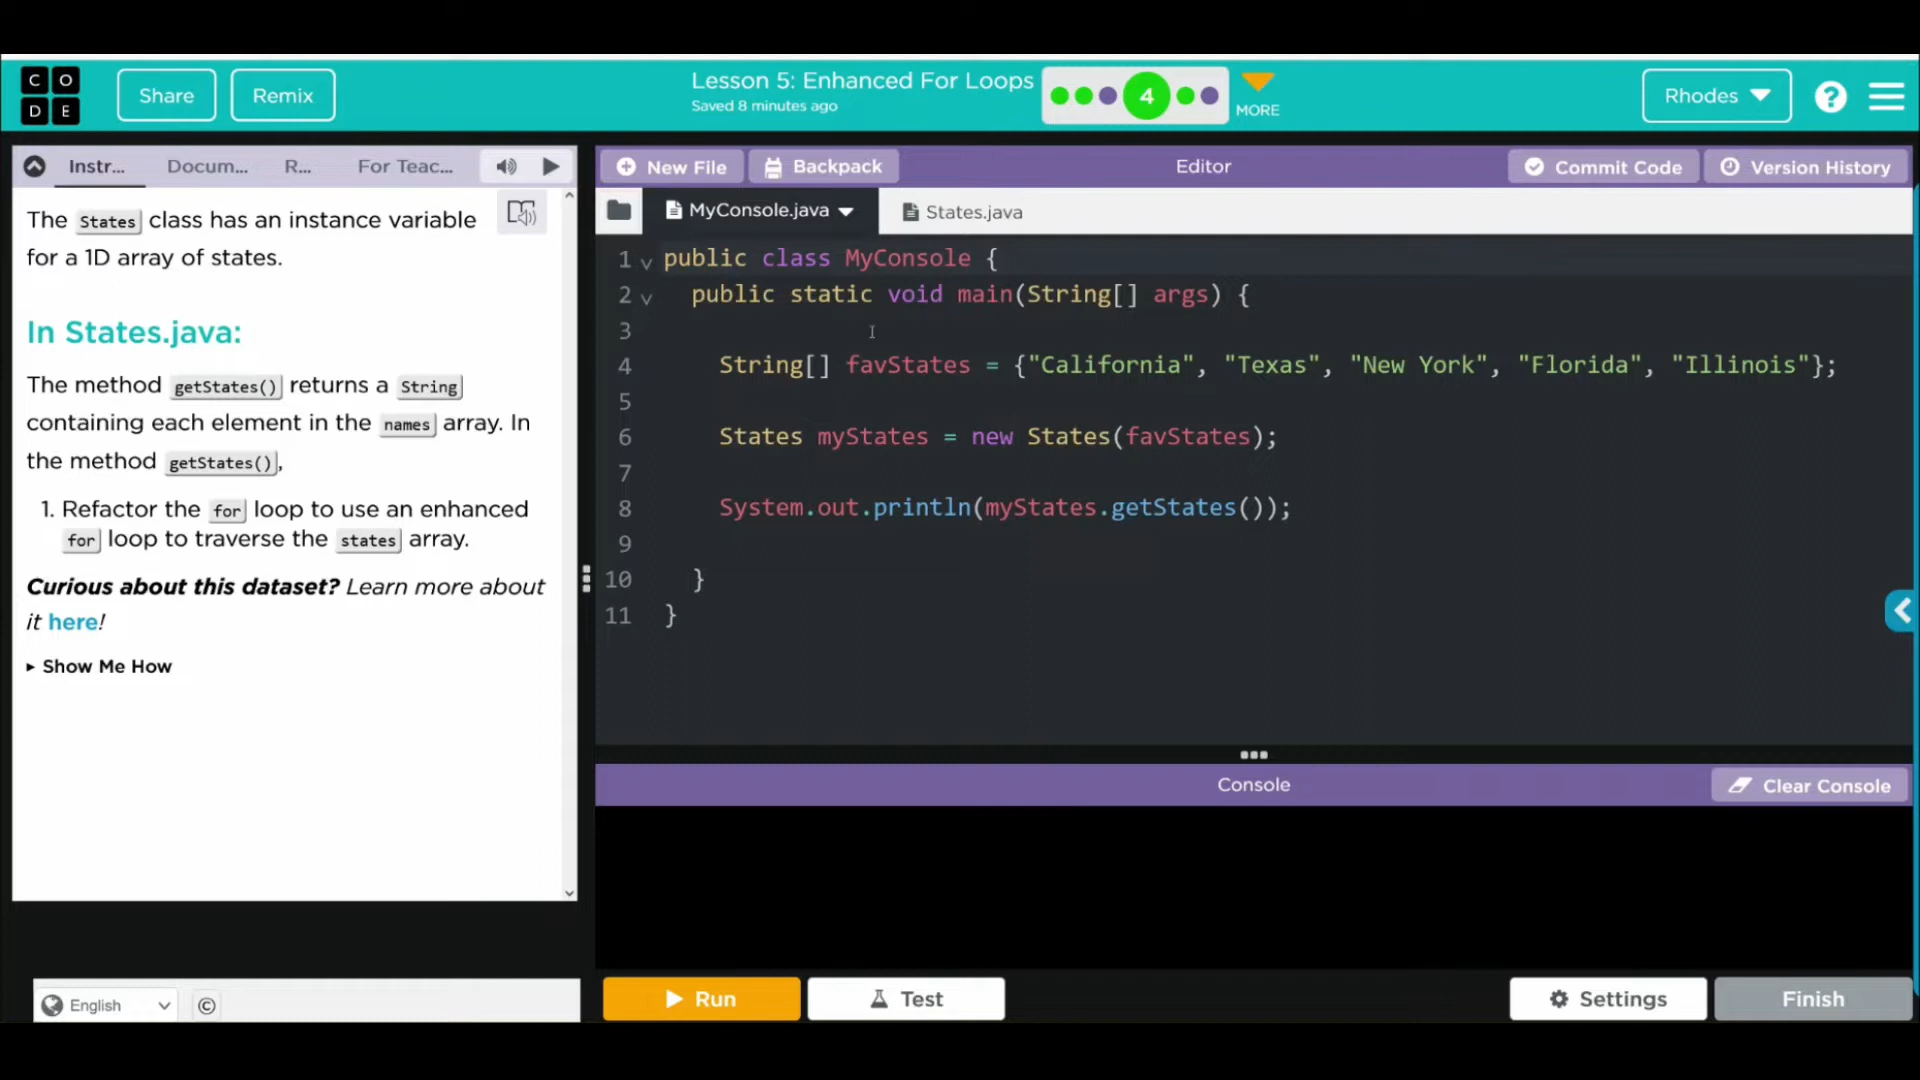 C O
D E
Share
Remix
Lesson 5: Enhanced For Loops
Saved 8 minutes ago
4
MORE
Rhodes
?
Instr...
Docum...
R...
For Teac...
The States class has an instance variable
for a 1D array of states.
In States.java:
The method getStates() returns a String
containing each element in the names array. In
the method getStates(),
1. Refactor the for loop to use an enhanced
for loop to traverse the states array.
Curious about this dataset? Learn more about
it here!
Show Me How
English
©
New File
Backpack
Editor
Commit Code
Version History
MyConsole.java
States.java
1 public class MyConsole {
2 public static void main(String[] args) {
3
4 String[] favStates = {"California", "Texas", "New York", "Florida", "Illinois"};
5
6 States myStates = new States(favStates);
7
8 System.out.println(myStates.getStates());
9
10 }
11 }
Console
Clear Console
Run
Test
Settings
Finish